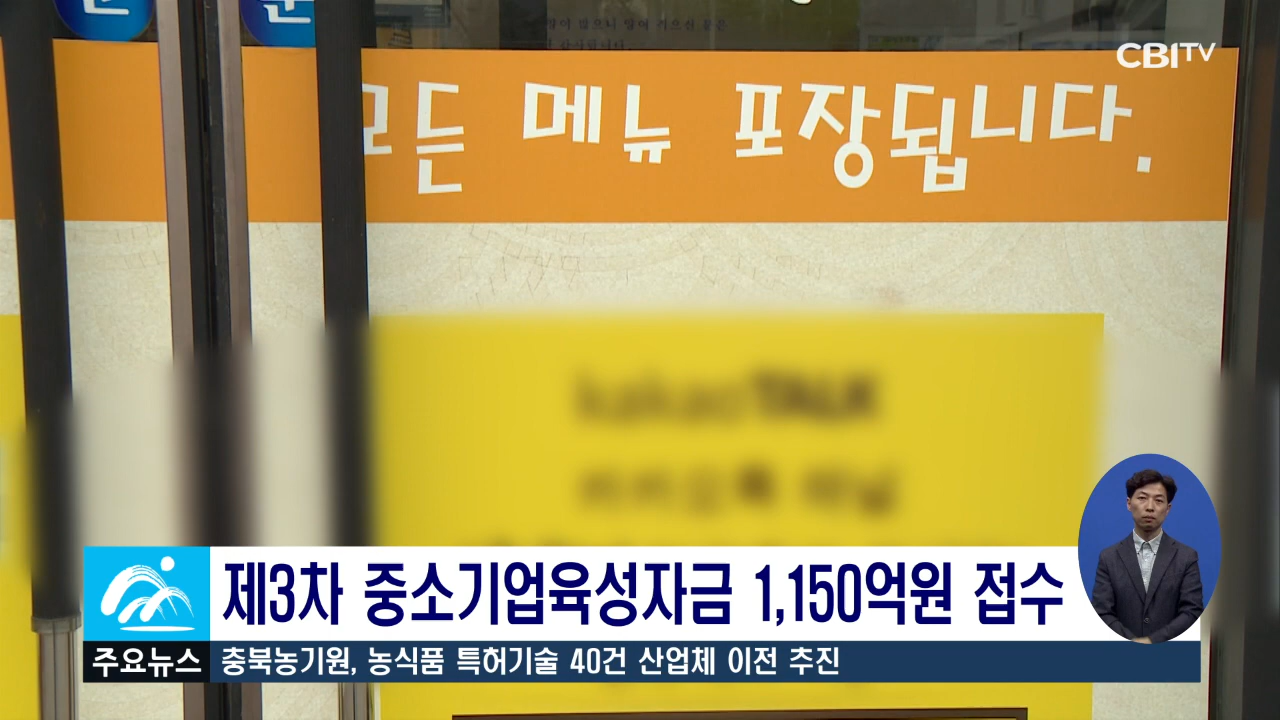 CBITV
모든 메뉴 포장됩니다.
kakaoTALK
제3차 중소기업육성자금 1,150억원 접수
주요뉴스 충북농기원, 농식품 특허기술 40건 산업체 이전 추진